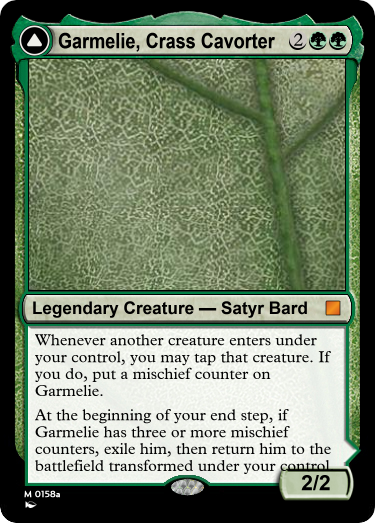 Garmelie, Crass Cavorter 2
Legendary Creature — Satyr Bard
Whenever another creature enters under
your control, you may tap that creature. If
you do, put a mischief counter on
Garmelie.
At the beginning of your end step, if
Garmelie has three or more mischief
counters, exile him, then return him to the
battlefield transformed under your control
2/2
M 0158a